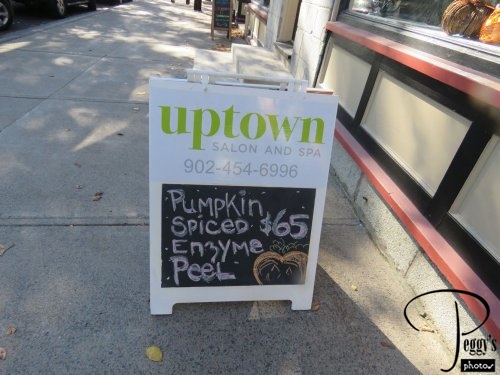 uptown
SALON AND SPA
902-454-6996
PUMPKIN
SPICED $65
ENZYME
PEEL
Peggy's
photos